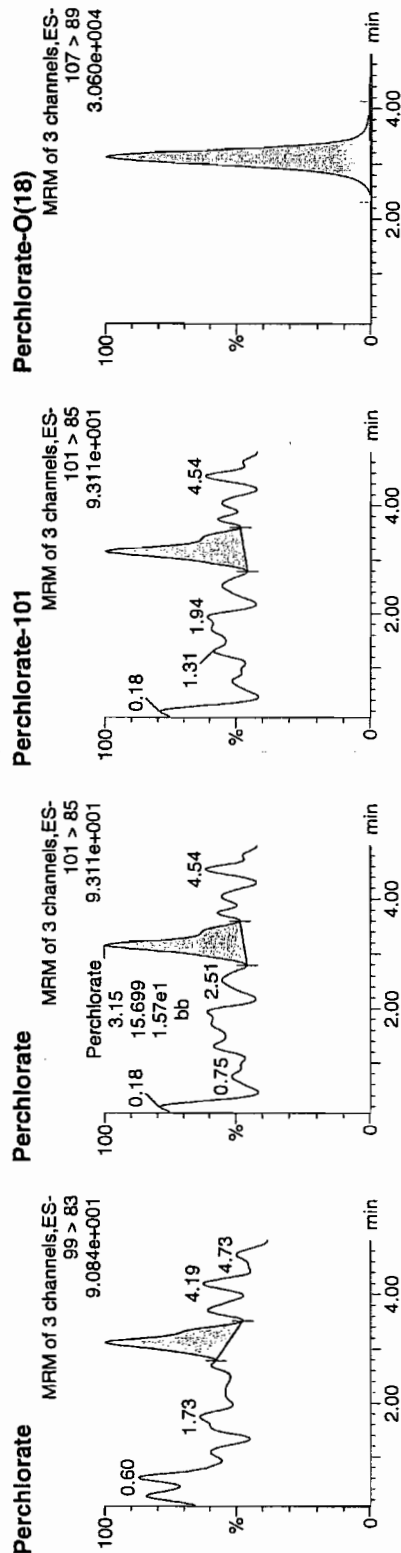 Perchlorate
MRM of 3 channels,ES-
99 > 83
9.084e+001
100
%
0
0.60
1.73
4.19
4.73
2.00
4.00
min
Perchlorate
MRM of 3 channels,ES-
101 > 85
9.311e+001
Perchlorate
3.15
15.699
1.57e1
bb
100
%
0
0.18
0.75
2.51
4.54
2.00
4.00
min
Perchlorate-101
MRM of 3 channels,ES-
101 > 85
9.311e+001
100
%
0
0.18
1.31
1.94
4.54
2.00
4.00
min
Perchlorate-O(18)
MRM of 3 channels,ES-
107 > 89
3.060e+004
100
%
0
2.00
4.00
min